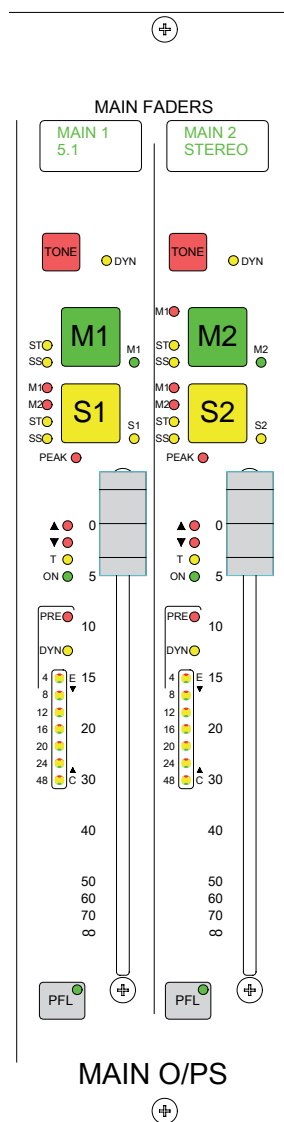 MAIN FADERS
MAIN 1
5.1
TONE
DYN
M1
M1
ST
SS
S1
S1
M1
M2
ST
SS
PEAK
▲ 0
▼
T
ON 5
PRE 10
DYN
4 E 15
8 ▼
12
16 20
20
24 ▲
48 C 30
40
50
60
70
∞
PFL
MAIN 2
STEREO
TONE
DYN
M1
M2
M2
ST
SS
S2
S2
M1
M2
ST
SS
PEAK
▲ 0
▼
T
ON 5
PRE 10
DYN
4 E 15
8 ▼
12
16 20
20
24 ▲
48 C 30
40
50
60
70
∞
PFL
MAIN O/PS